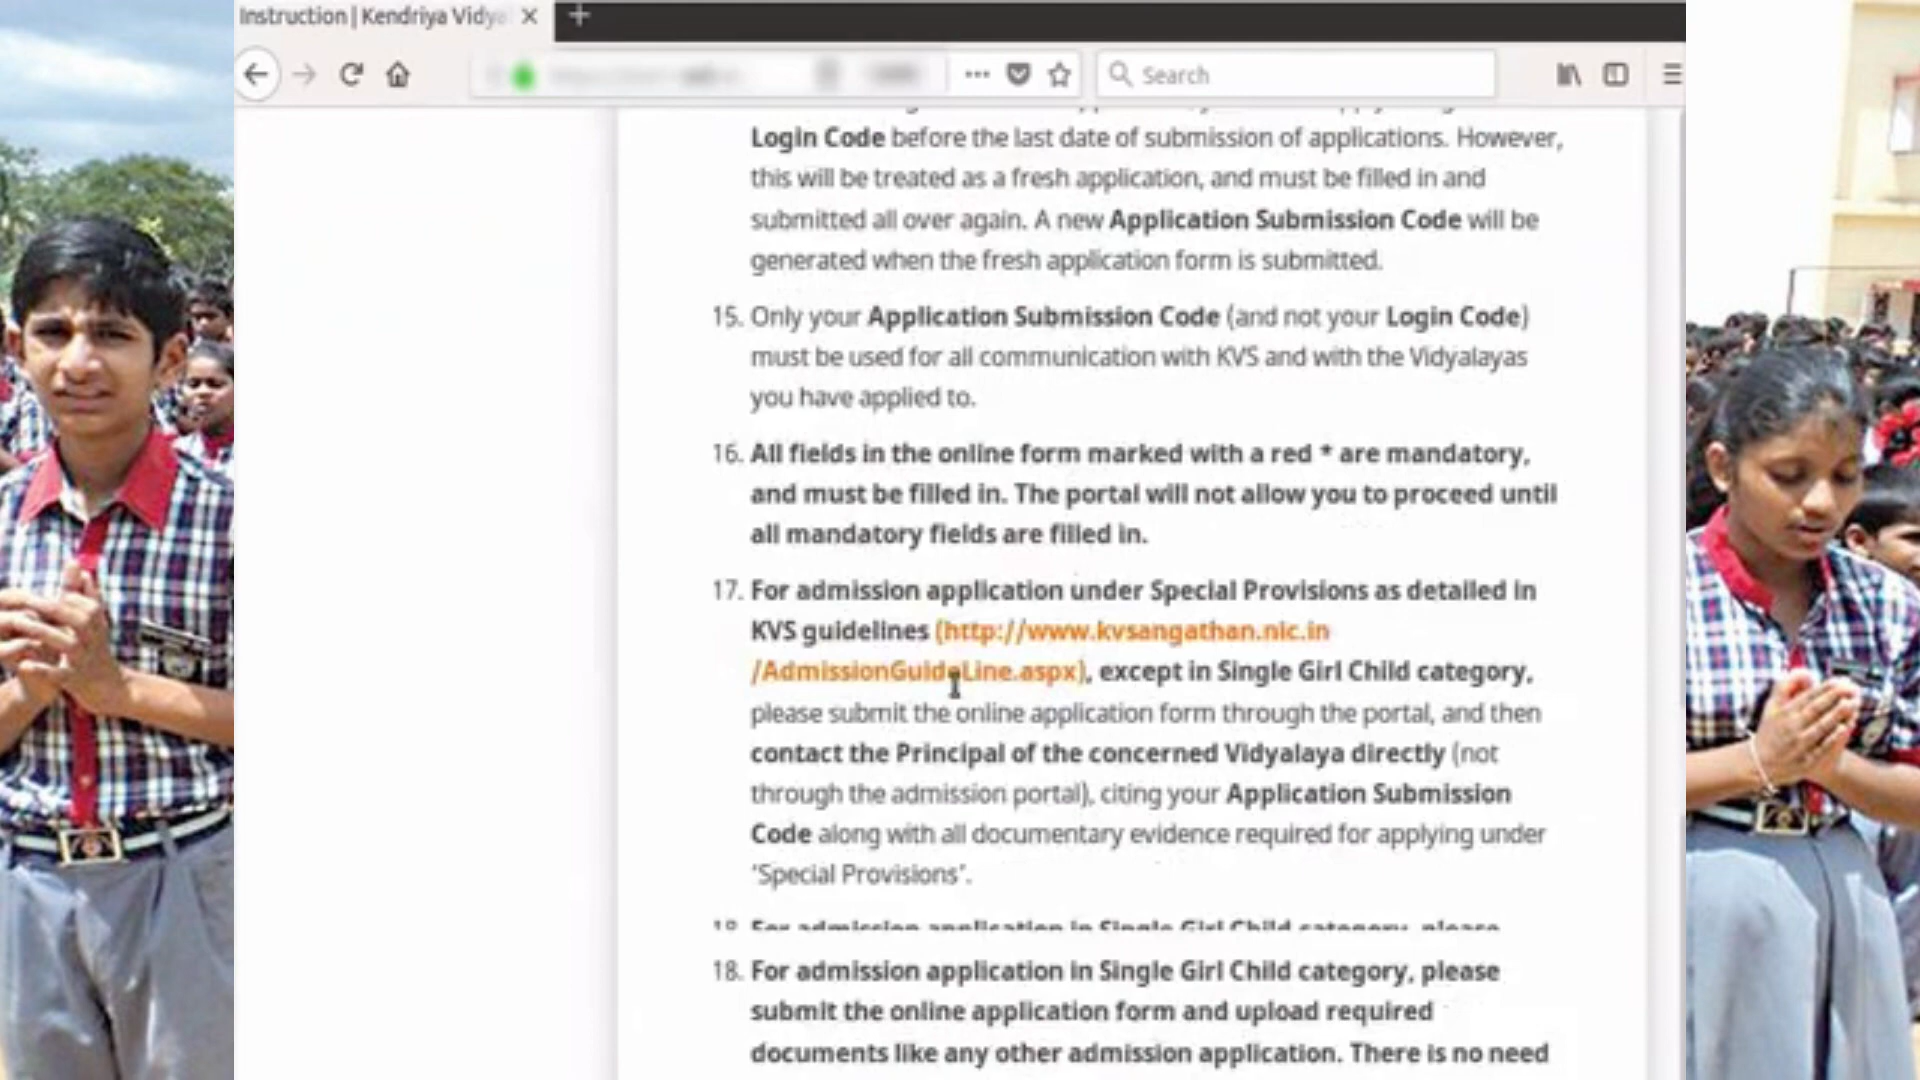 Instruction | Kendriya Vidya
Search
Login Code before the last date of submission of applications. However,
this will be treated as a fresh application, and must be filled in and
submitted all over again. A new Application Submission Code will be
generated when the fresh application form is submitted.
15. Only your Application Submission Code (and not your Login Code)
must be used for all communication with KVS and with the Vidyalayas
you have applied to.
16. All fields in the online form marked with a red * are mandatory,
and must be filled in. The portal will not allow you to proceed until
all mandatory fields are filled in.
17. For admission application under Special Provisions as detailed in
KVS guidelines (http://www.kvsangathan.nic.in
/AdmissionGuideLine.aspx), except in Single Girl Child category,
please submit the online application form through the portal, and then
contact the Principal of the concerned Vidyalaya directly (not
through the admission portal), citing your Application Submission
Code along with all documentary evidence required for applying under
'Special Provisions'.
18. For admission application in Single Girl Child category, please
18. For admission application in Single Girl Child category, please
submit the online application form and upload required
documents like any other admission application. There is no need